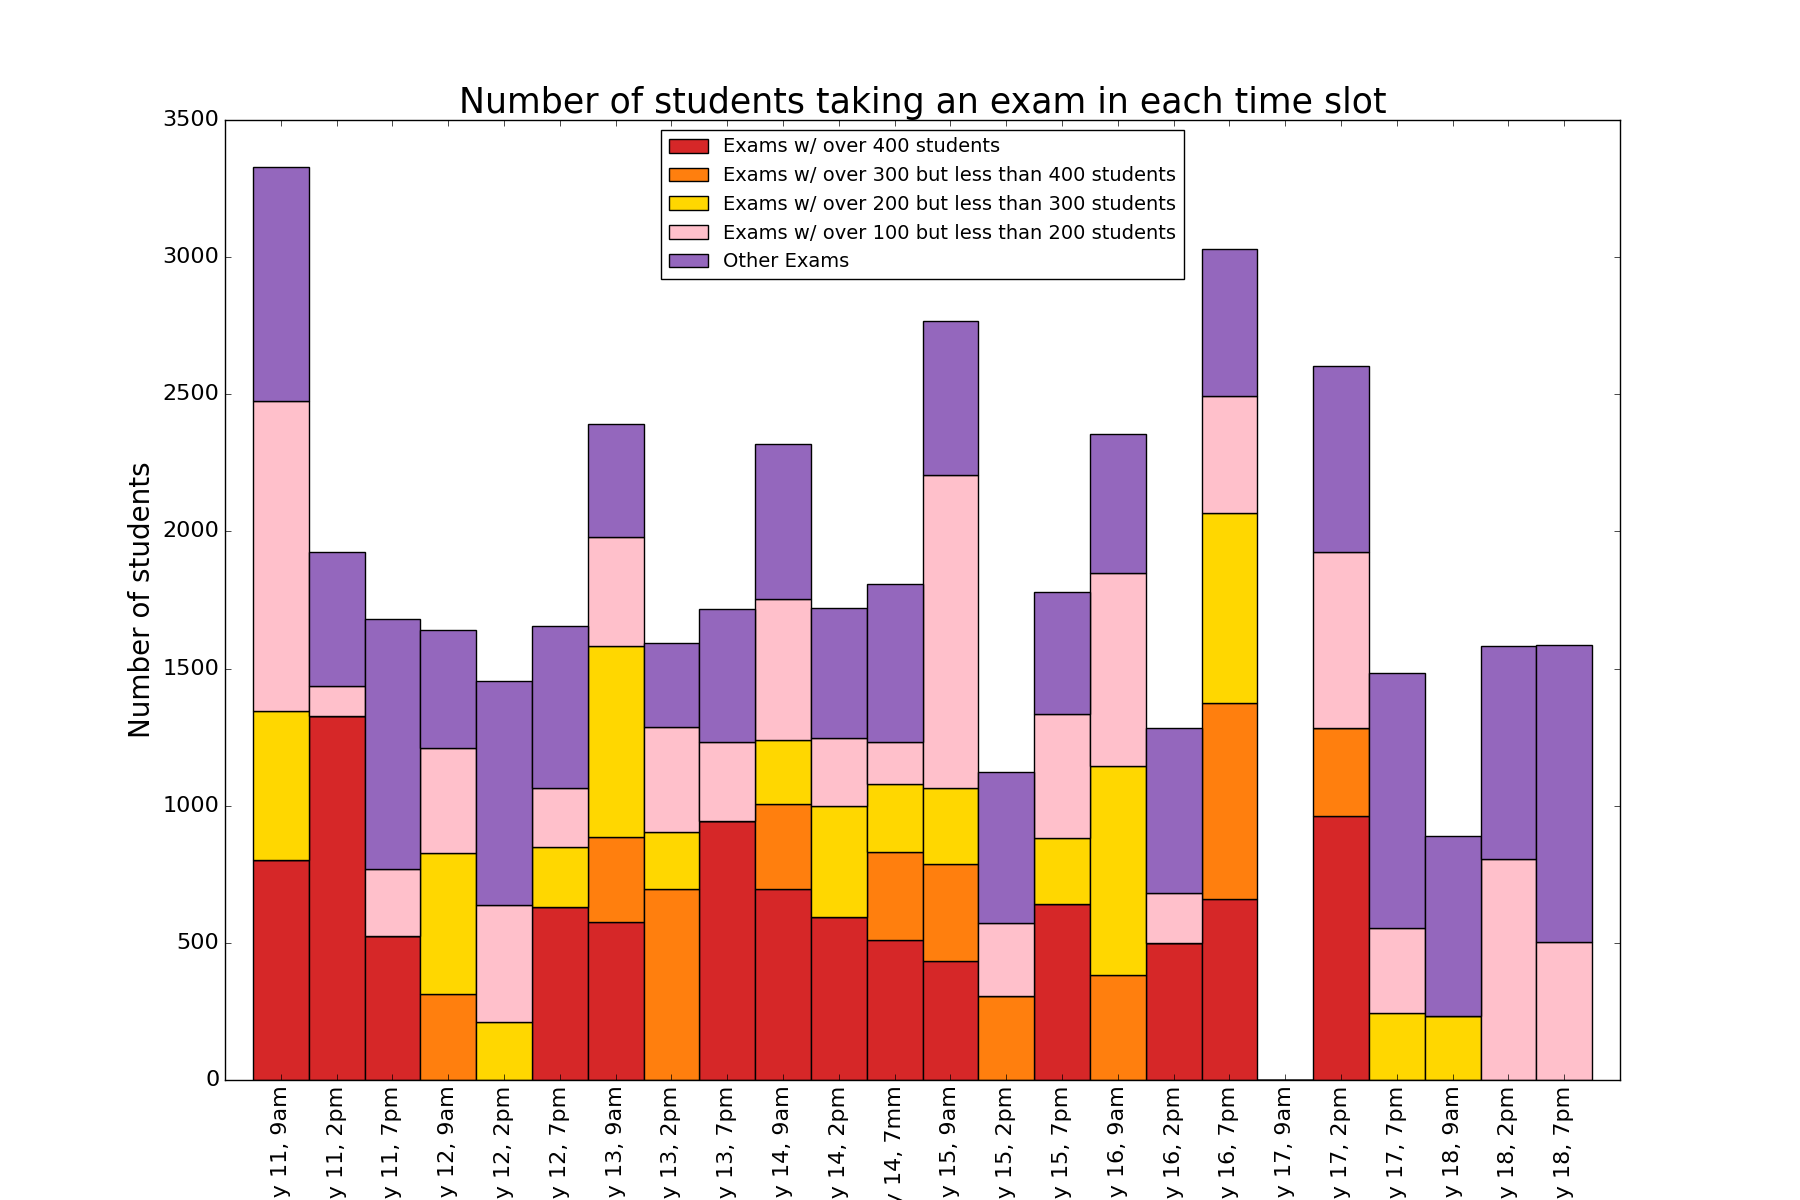 Number of students taking an exam in each time slot
Exams w/ over 400 students
Exams w/ over 300 but less than 400 students
Exams w/ over 200 but less than 300 students
Exams w/ over 100 but less than 200 students
Other Exams
Number of students
3500
3000
2500
2000
1500
1000
500
0
y 11, 9am
y 11, 2pm
y 11, 7pm
y 12, 9am
y 12, 2pm
y 12, 7pm
y 13, 9am
y 13, 2pm
y 13, 7pm
y 14, 9am
y 14, 2pm
y 14, 7mm
y 15, 9am
y 15, 2pm
y 15, 7pm
y 16, 9am
y 16, 2pm
y 16, 7pm
y 17, 9am
y 17, 2pm
y 17, 7pm
y 18, 9am
y 18, 2pm
y 18, 7pm